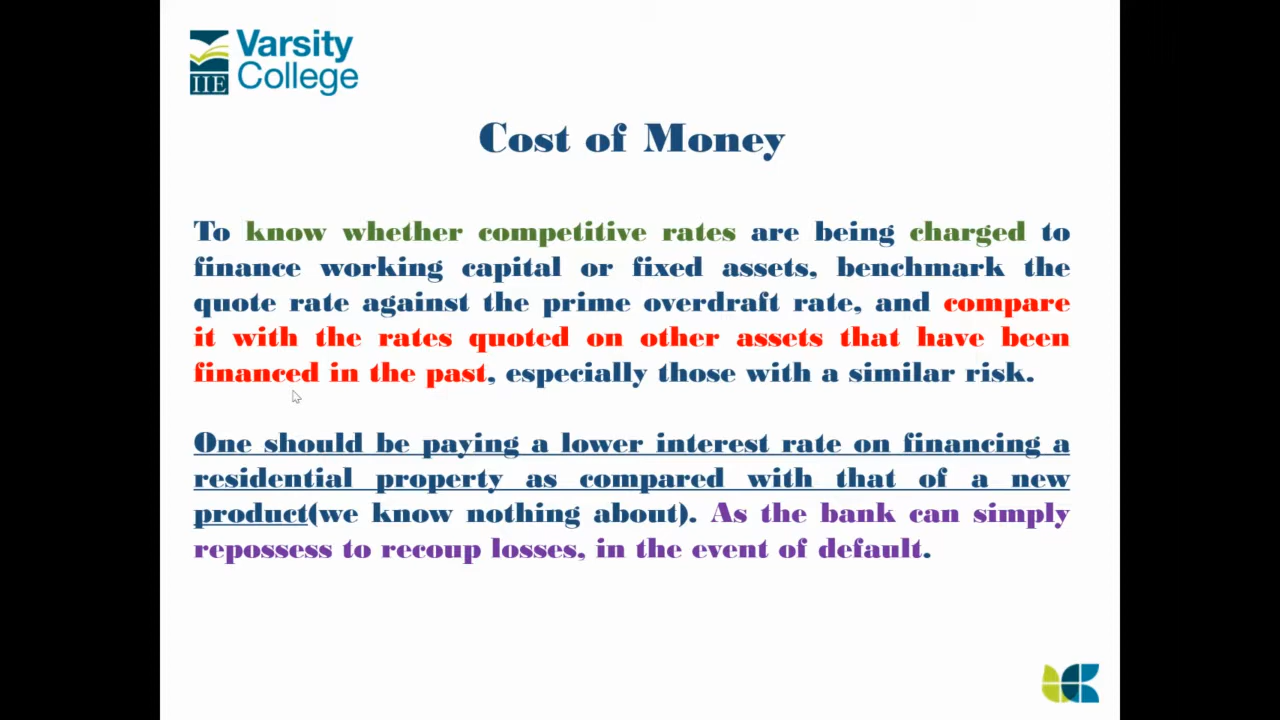 Varsity
College
IIE
Cost of Money
To know whether competitive rates are being charged to
finance working capital or fixed assets, benchmark the
quote rate against the prime overdraft rate, and compare
it with the rates quoted on other assets that have been
financed in the past, especially those with a similar risk.
One should be paying a lower interest rate on financing a
residential property as compared with that of a new
product(we know nothing about). As the bank can simply
repossess to recoup losses, in the event of default.